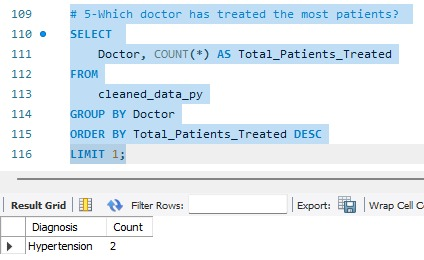 109 # 5-Which doctor has treated the most patients?
110 SELECT
111 Doctor, COUNT(*) AS Total_Patients_Treated
112 FROM
113 cleaned_data_py
114 GROUP BY Doctor
115 ORDER BY Total_Patients_Treated DESC
116 LIMIT 1;
Result Grid Filter Rows: Export: Wrap Cell Co
Diagnosis Count
Hypertension 2